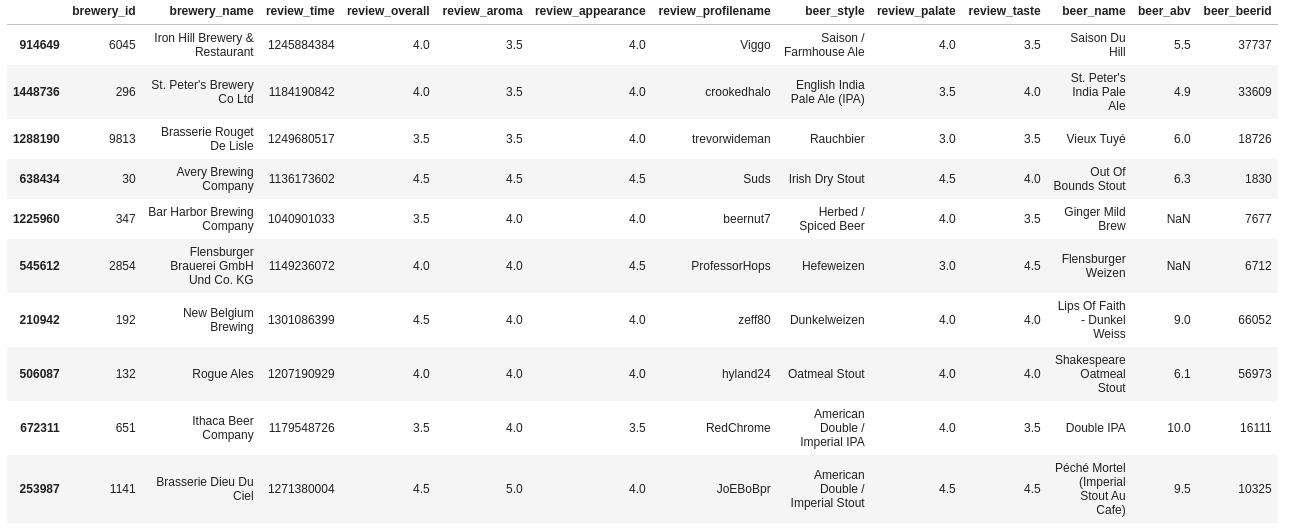 brewery_id brewery_name review_time review_overall review_aroma review_appearance review_profilename beer_style review_palate review_taste beer_name beer_abv beer_beerid
914649 6045 Iron Hill Brewery & Restaurant 1245884384 4.0 3.5 4.0 Viggo Saison / Farmhouse Ale 4.0 3.5 Saison Du Hill 5.5 37737
1448736 296 St. Peter's Brewery Co Ltd 1184190842 4.0 3.5 4.0 crookedhalo English India Pale Ale (IPA) 3.5 4.0 St. Peter's India Pale Ale 4.9 33609
1288190 9813 Brasserie Rouget De Lisle 1249680517 3.5 3.5 4.0 trevorwideman Rauchbier 3.0 3.5 Vieux Tuyé 6.0 18726
638434 30 Avery Brewing Company 1136173602 4.5 4.5 4.5 Suds Irish Dry Stout 4.5 4.0 Out Of Bounds Stout 6.3 1830
1225960 347 Bar Harbor Brewing Company 1040901033 3.5 4.0 4.0 beernut7 Herbed / Spiced Beer 4.0 3.5 Ginger Mild Brew NaN 7677
545612 2854 Flensburger Brauerei GmbH Und Co. KG 1149236072 4.0 4.0 4.5 ProfessorHops Hefeweizen 3.0 4.5 Flensburger Weizen NaN 6712
210942 192 New Belgium Brewing 1301086399 4.5 4.0 4.0 zeff80 Dunkelweizen 4.0 4.0 Lips Of Faith - Dunkel Weiss 9.0 66052
506087 132 Rogue Ales 1207190929 4.0 4.0 4.0 hyland24 Oatmeal Stout 4.0 4.0 Shakespeare Oatmeal Stout 6.1 56973
672311 651 Ithaca Beer Company 1179548726 3.5 4.0 3.5 RedChrome American Double / Imperial IPA 4.0 3.5 Double IPA 10.0 16111
253987 1141 Brasserie Dieu Du Ciel 1271380004 4.5 5.0 4.0 JoEBoBpr American Double / Imperial Stout 4.5 4.5 Péché Mortel (Imperial Stout Au Cafe) 9.5 10325